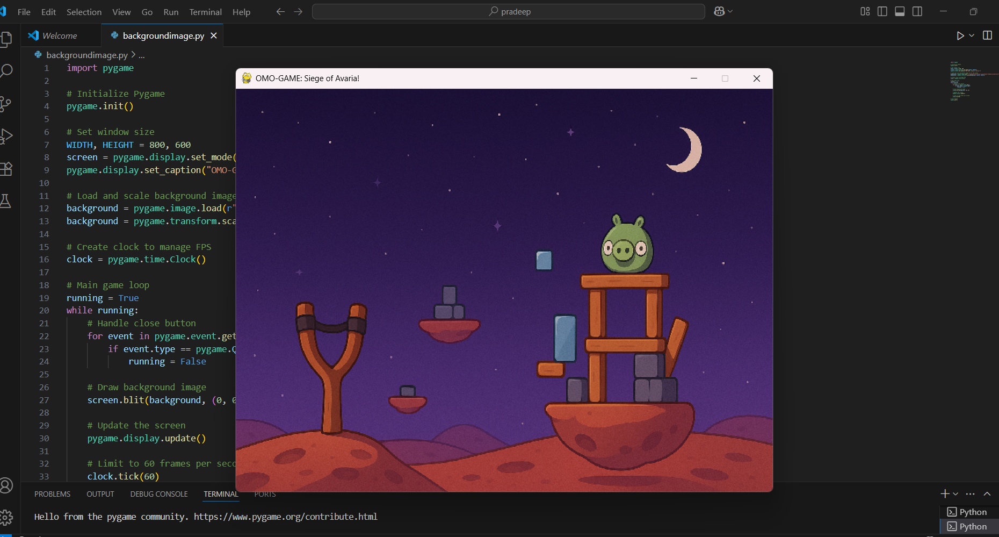 File Edit Selection View Go Run Terminal Help
pradeep
Welcome
backgroundimage.py
backgroundimage.py > ...
1 import pygame
2
3 # Initialize Pygame
4 pygame.init()
5
6 # Set window size
7 WIDTH, HEIGHT = 800, 600
8 screen = pygame.display.set_mode(
9 pygame.display.set_caption("OMO-G
10
11 # Load and scale background image
12 background = pygame.image.load(r"
13 background = pygame.transform.sca
14
15 # Create clock to manage FPS
16 clock = pygame.time.Clock()
17
18 # Main game loop
19 running = True
20 while running:
21 # Handle close button
22 for event in pygame.event.get
23 if event.type == pygame.Q
24 running = False
25
26 # Draw background image
27 screen.blit(background, (0, 0
28
29 # Update the screen
30 pygame.display.update()
31
32 # Limit to 60 frames per seco
33 clock.tick(60)
OMO-GAME: Siege of Avaria!
PROBLEMS OUTPUT DEBUG CONSOLE TERMINAL PORTS
Hello from the pygame community. https://www.pygame.org/contribute.html
Python
Python